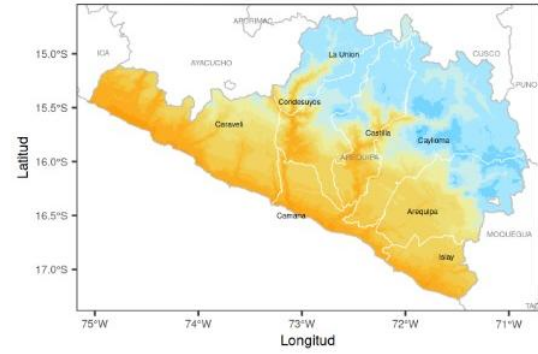 APURIMAC
ICA
AYACUCHO
CUSCO
PUNO
La Union
Condesuyos
Caraveli
Castilla
Caylloma
AREQUIPA
Camana
Arequipa
MOQUEGUA
Islay
TAC
15.0°S
15.5°S
16.0°S
16.5°S
17.0°S
Latitud
75°W
74°W
73°W
72°W
71°W
Longitud